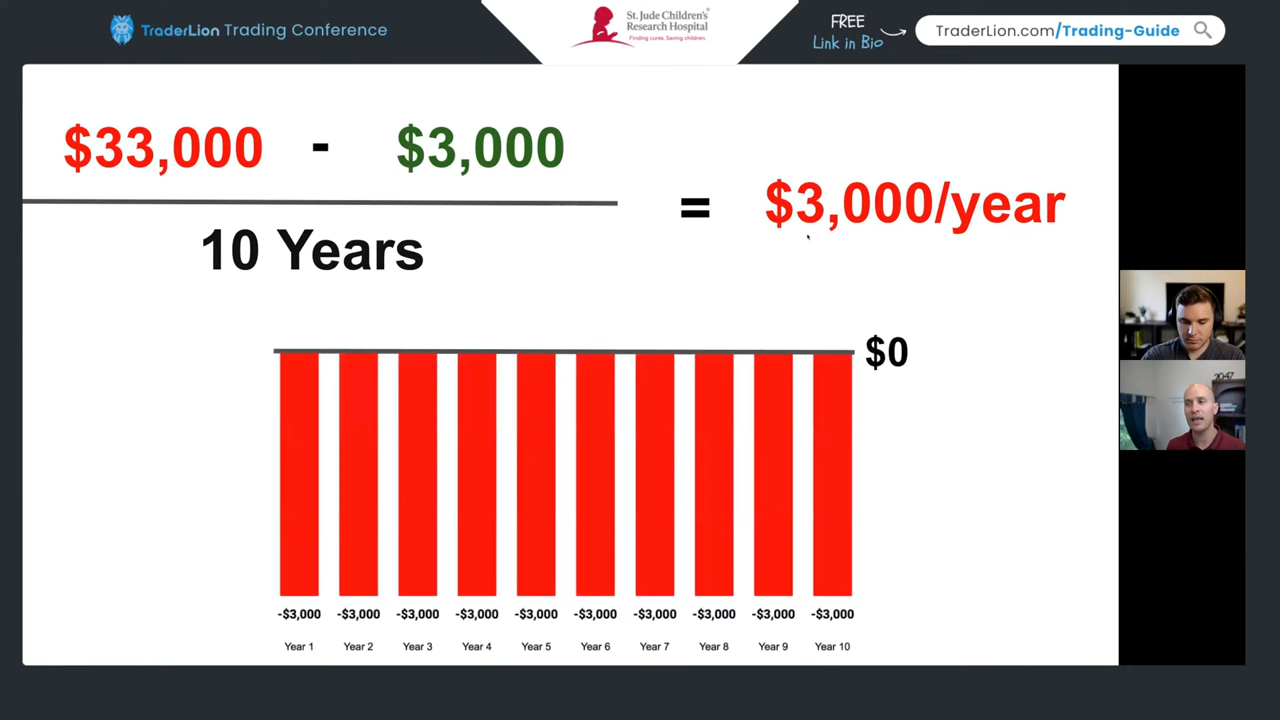 TraderLion Trading Conference
St. Jude Children's
Research Hospital
Finding cures. Saving children.
FREE
Link in Bio
TraderLion.com/Trading-Guide
$33,000 - $3,000
10 Years
= $3,000/year
$0
20:47
-$3,000 -$3,000 -$3,000 -$3,000 -$3,000 -$3,000 -$3,000 -$3,000 -$3,000 -$3,000
Year 1 Year 2 Year 3 Year 4 Year 5 Year 6 Year 7 Year 8 Year 9 Year 10